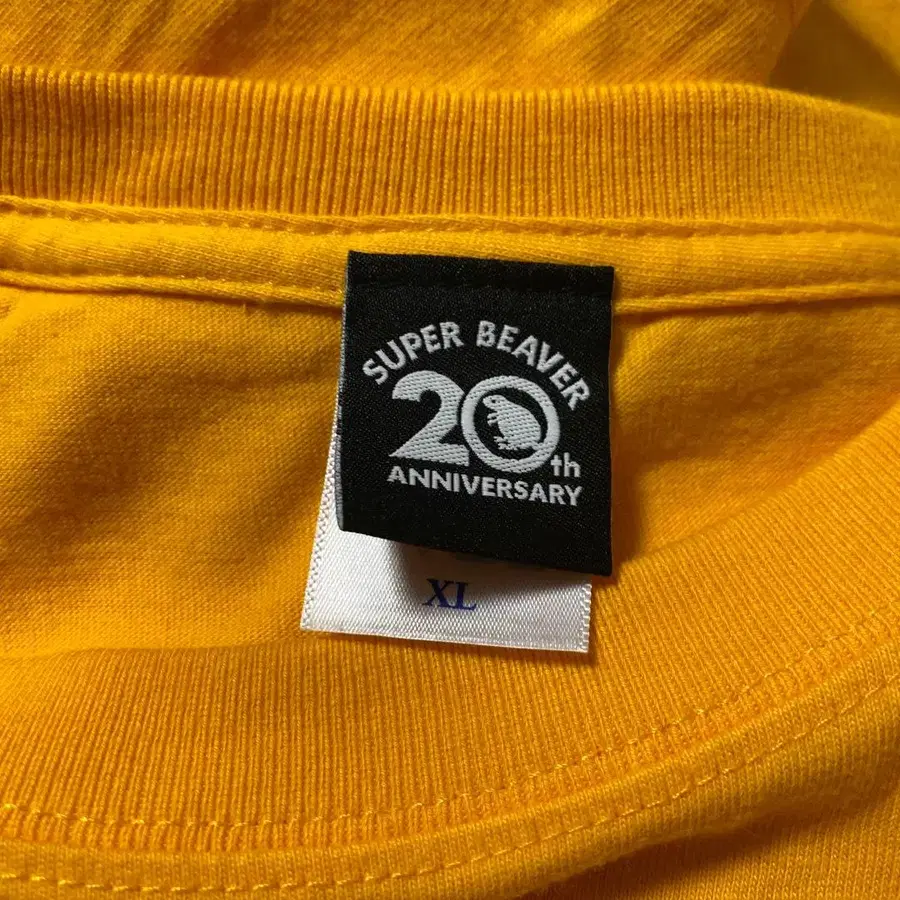 SUPER BEAVER
20th
ANNIVERSARY
XL